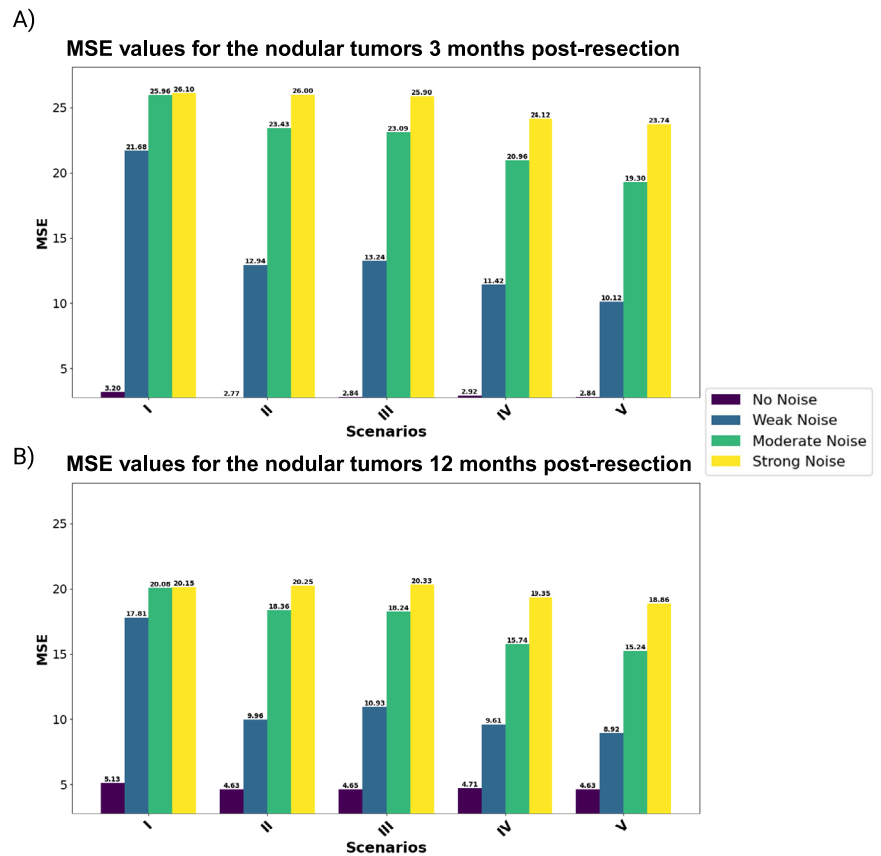 A)
MSE values for the nodular tumors 3 months post-resection
25.96 26.10 26.00 25.90
25
23.43 23.09 24.12 23.74
21.68 20.96
20
19.30
MSE
15
12.94 13.24 11.42
10
10.12
5
3.20 2.77 2.84 2.92 2.84
I II III IV V
Scenarios
No Noise
Weak Noise
Moderate Noise
Strong Noise
B)
MSE values for the nodular tumors 12 months post-resection
25
20.08 20.15 20.25 20.33
20
19.35 18.86
17.81 18.36 18.24
MSE
15
15.74 15.24
10
9.96 10.93 9.61 8.92
5
5.13 4.63 4.65 4.71 4.63
I II III IV V
Scenarios